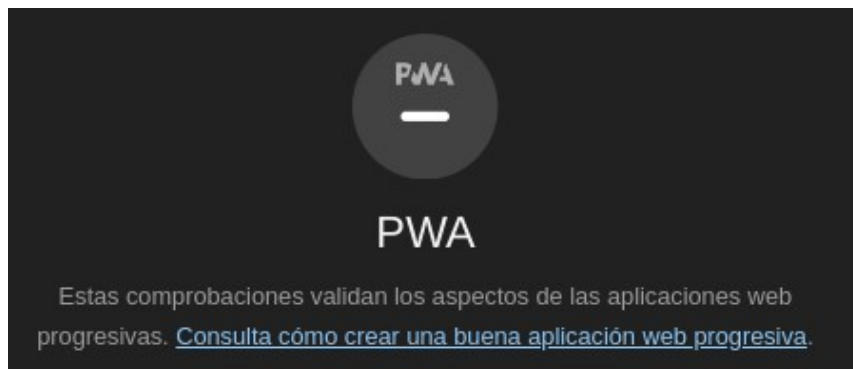 PWA
PWA
Estas comprobaciones validan los aspectos de las aplicaciones web
progresivas. Consulta cómo crear una buena aplicación web progresiva.